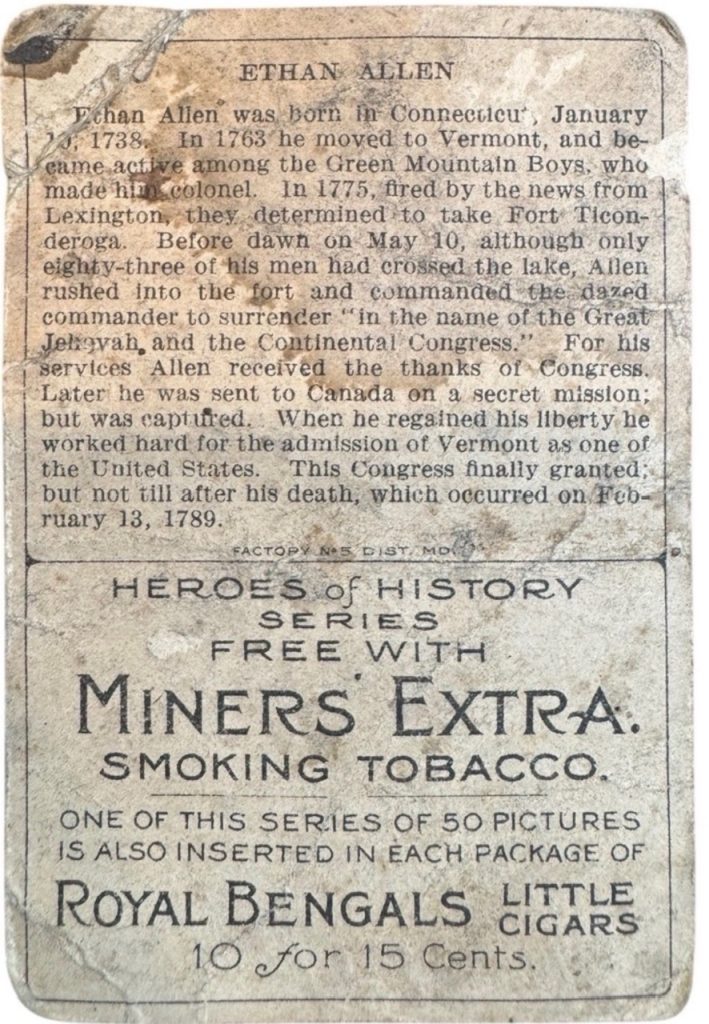 ETHAN ALLEN
Ethan Allen was born in Connecticut, January
10, 1738. In 1763 he moved to Vermont, and be-
came active among the Green Mountain Boys, who
made him colonel. In 1775, fired by the news from
Lexington, they determined to take Fort Ticon-
deroga. Before dawn on May 10, although only
eighty-three of his men had crossed the lake, Allen
rushed into the fort and commanded the dazed
commander to surrender "in the name of the Great
Jehovah and the Continental Congress." For his
services Allen received the thanks of Congress.
Later he was sent to Canada on a secret mission;
but was captured. When he regained his liberty he
worked hard for the admission of Vermont as one of
the United States. This Congress finally granted;
but not till after his death, which occurred on Feb-
ruary 13, 1789.
FACTORY Nº 5 DIST. MD.
HEROES of HISTORY
SERIES
FREE WITH
MINERS' EXTRA.
SMOKING TOBACCO.
ONE OF THIS SERIES OF 50 PICTURES
IS ALSO INSERTED IN EACH PACKAGE OF
ROYAL BENGALS LITTLE CIGARS
10 for 15 Cents.